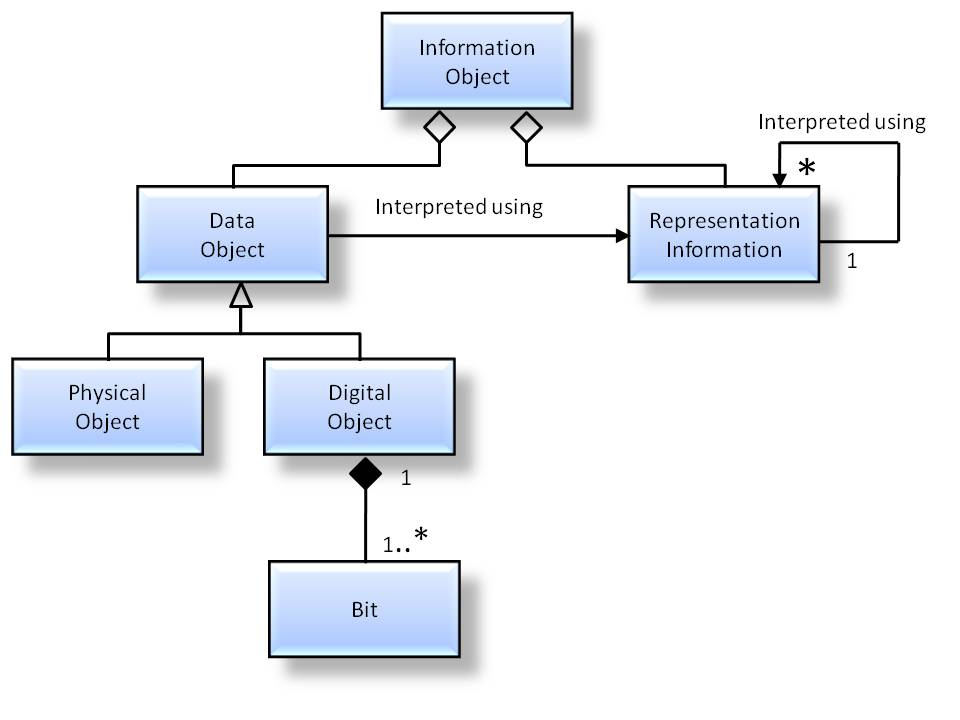 Information
Object
Interpreted using
*
Data
Object
Interpreted using
Representation
Information
1
Physical
Object
Digital
Object
1
1..*
Bit